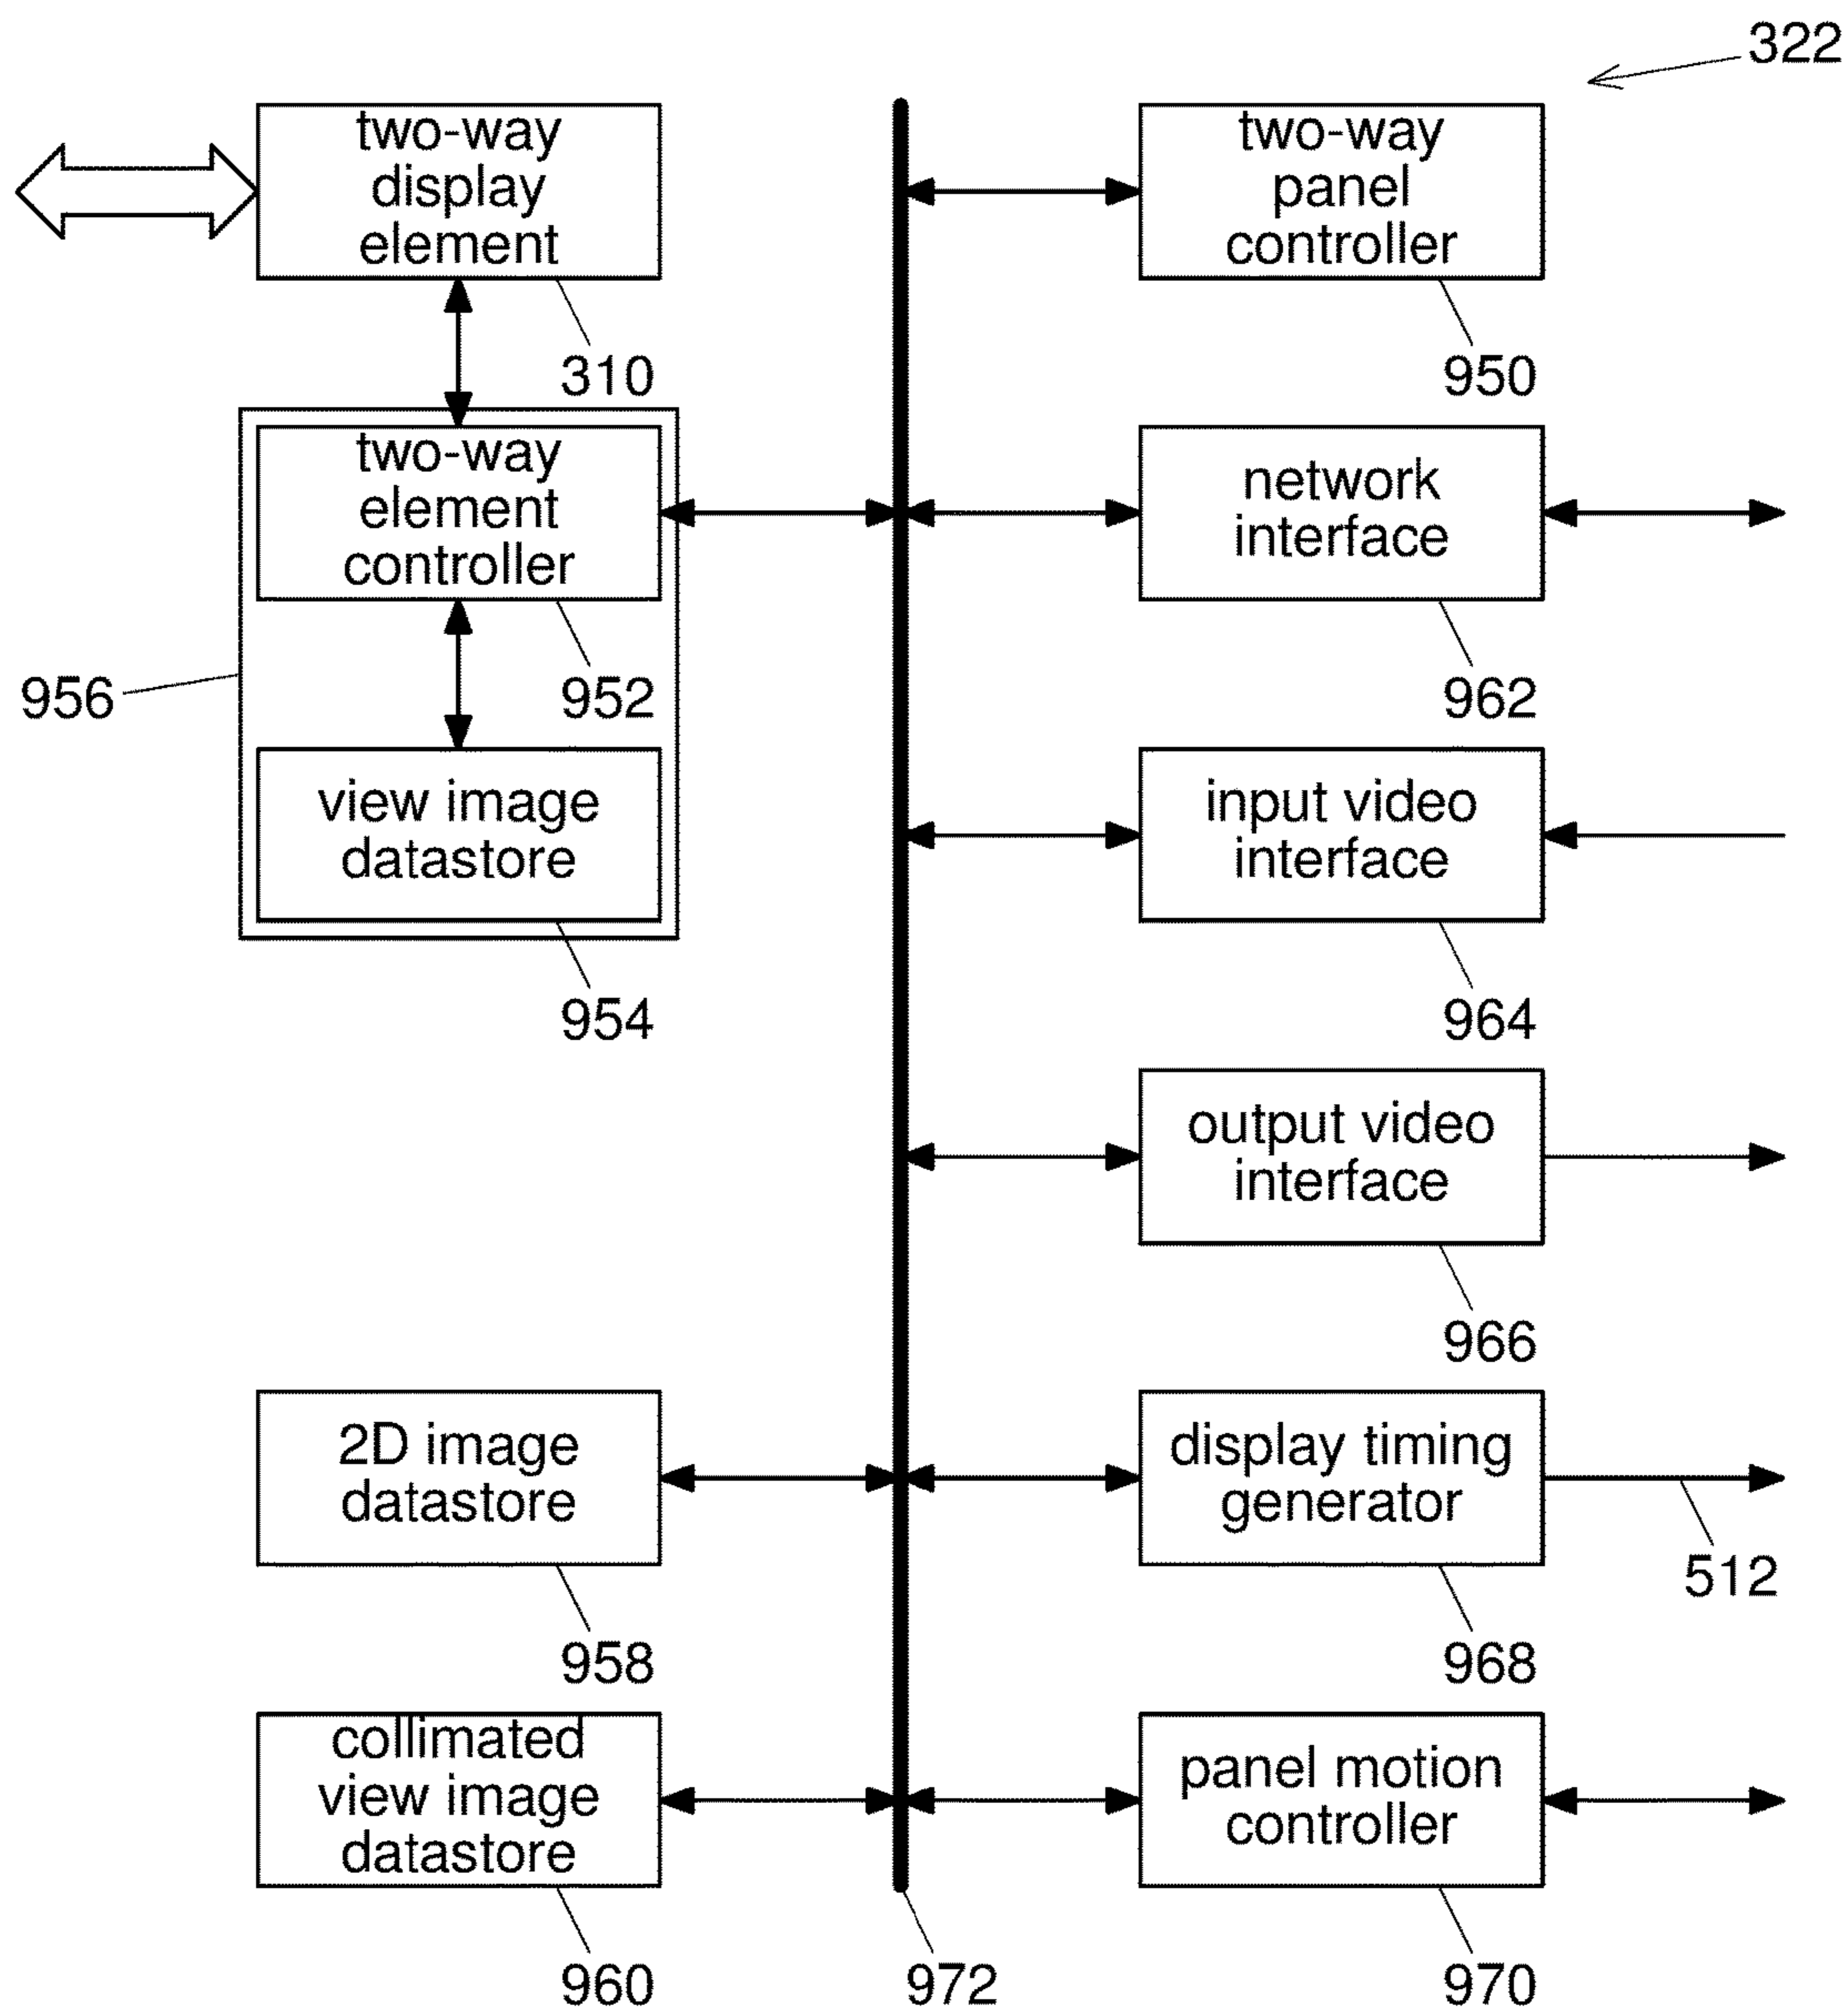 322
two-way
display
element
310
two-way
panel
controller
950
two-way
element
controller
952
956
network
interface
962
view image
datastore
954
input video
interface
964
output video
interface
966
2D image
datastore
958
display timing
generator
968
512
collimated
view image
datastore
960
panel motion
controller
970
972